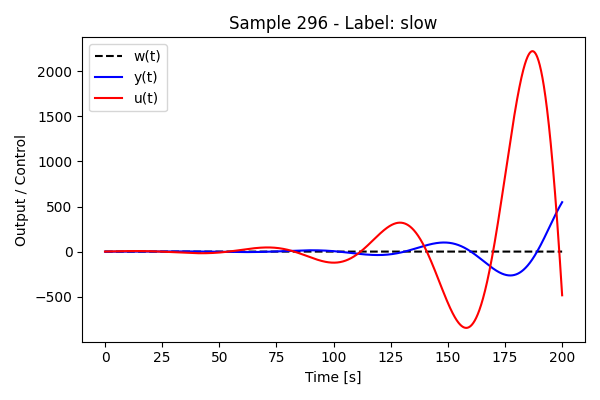 Sample 296 - Label: slow
w(t)
y(t)
u(t)
Output / Control
2000
1500
1000
500
0
−500
0 25 50 75 100 125 150 175 200
Time [s]